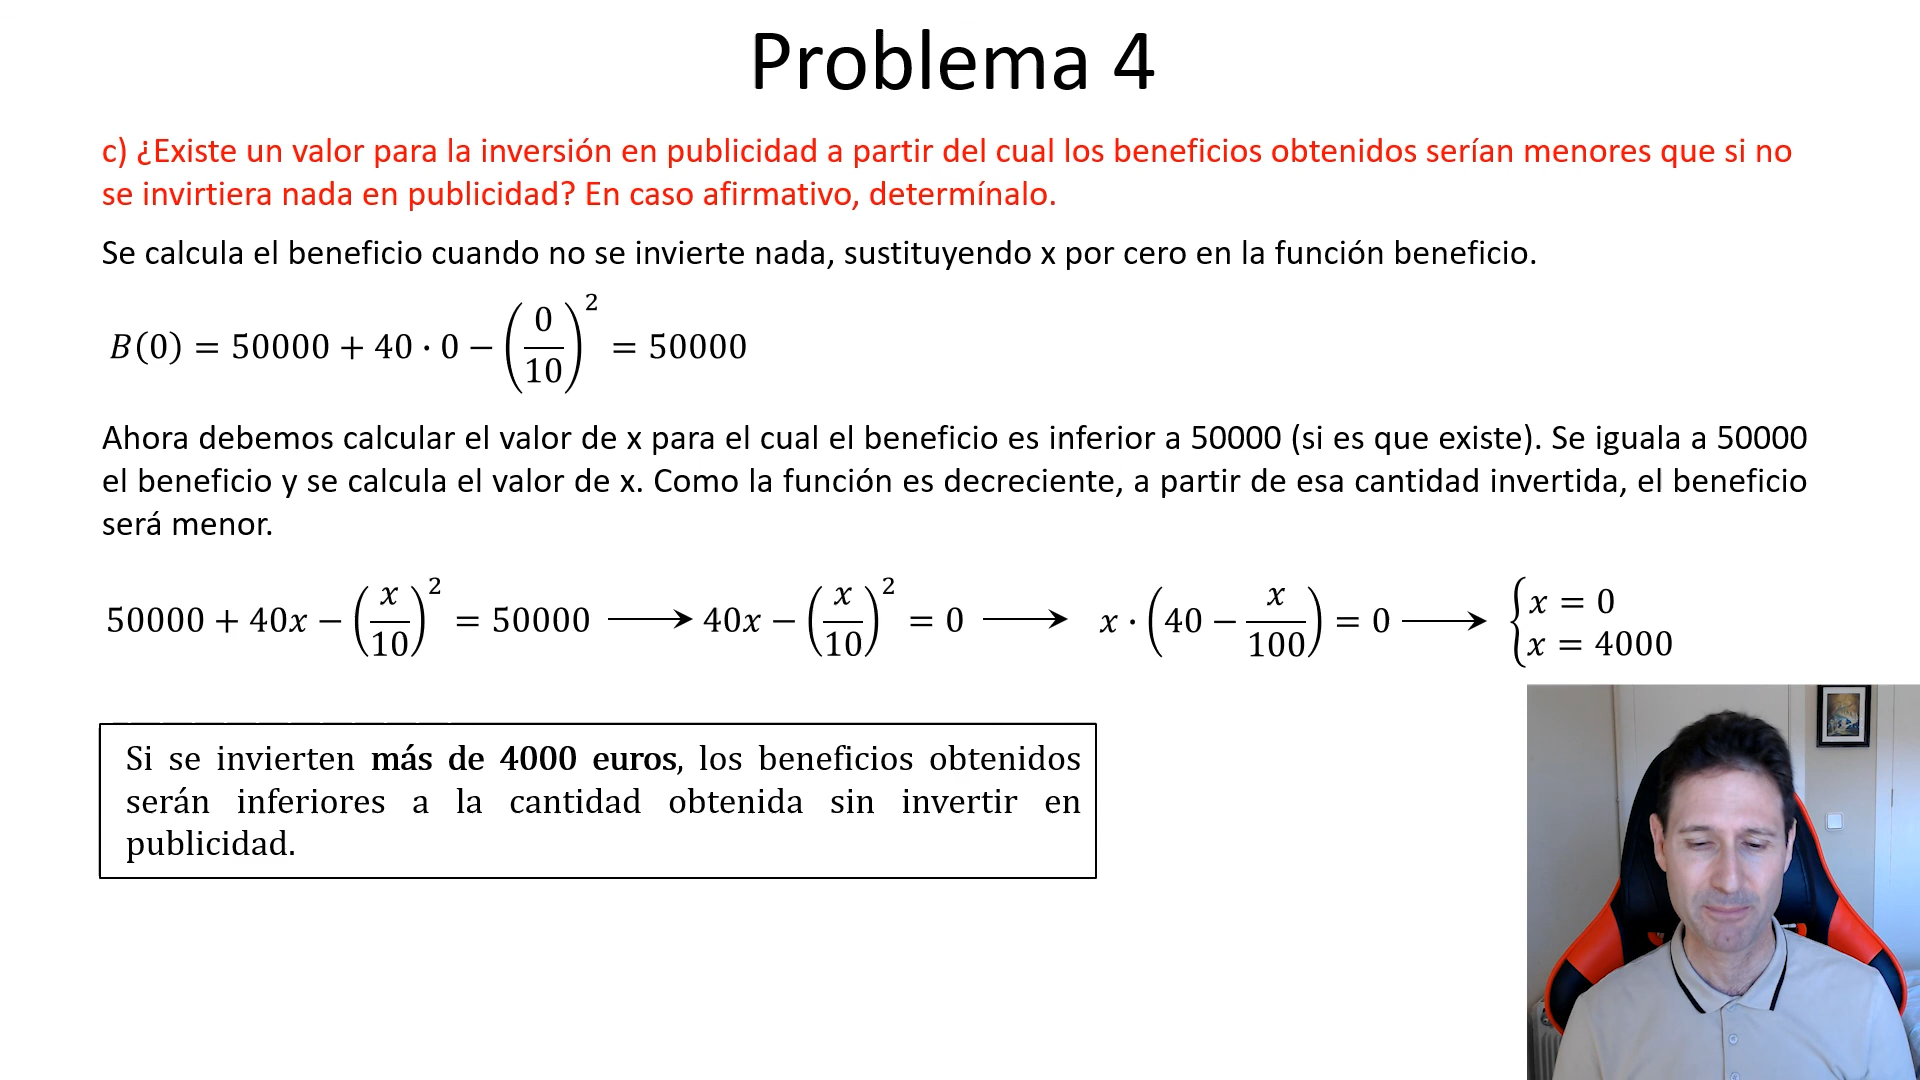 Problema 4
c) ¿Existe un valor para la inversión en publicidad a partir del cual los beneficios obtenidos serían menores que si no
se invirtiera nada en publicidad? En caso afirmativo, determínalo.
Se calcula el beneficio cuando no se invierte nada, sustituyendo x por cero en la función beneficio.
B(0) = 50000 + 40 · 0 − (0/10)² = 50000
Ahora debemos calcular el valor de x para el cual el beneficio es inferior a 50000 (si es que existe). Se iguala a 50000
el beneficio y se calcula el valor de x. Como la función es decreciente, a partir de esa cantidad invertida, el beneficio
será menor.
50000 + 40x − (x/10)² = 50000 ⟶ 40x − (x/10)² = 0 ⟶ x · (40 − x/100) = 0 ⟶ { x = 0 x = 4000
Si se invierten más de 4000 euros, los beneficios obtenidos
serán inferiores a la cantidad obtenida sin invertir en
publicidad.